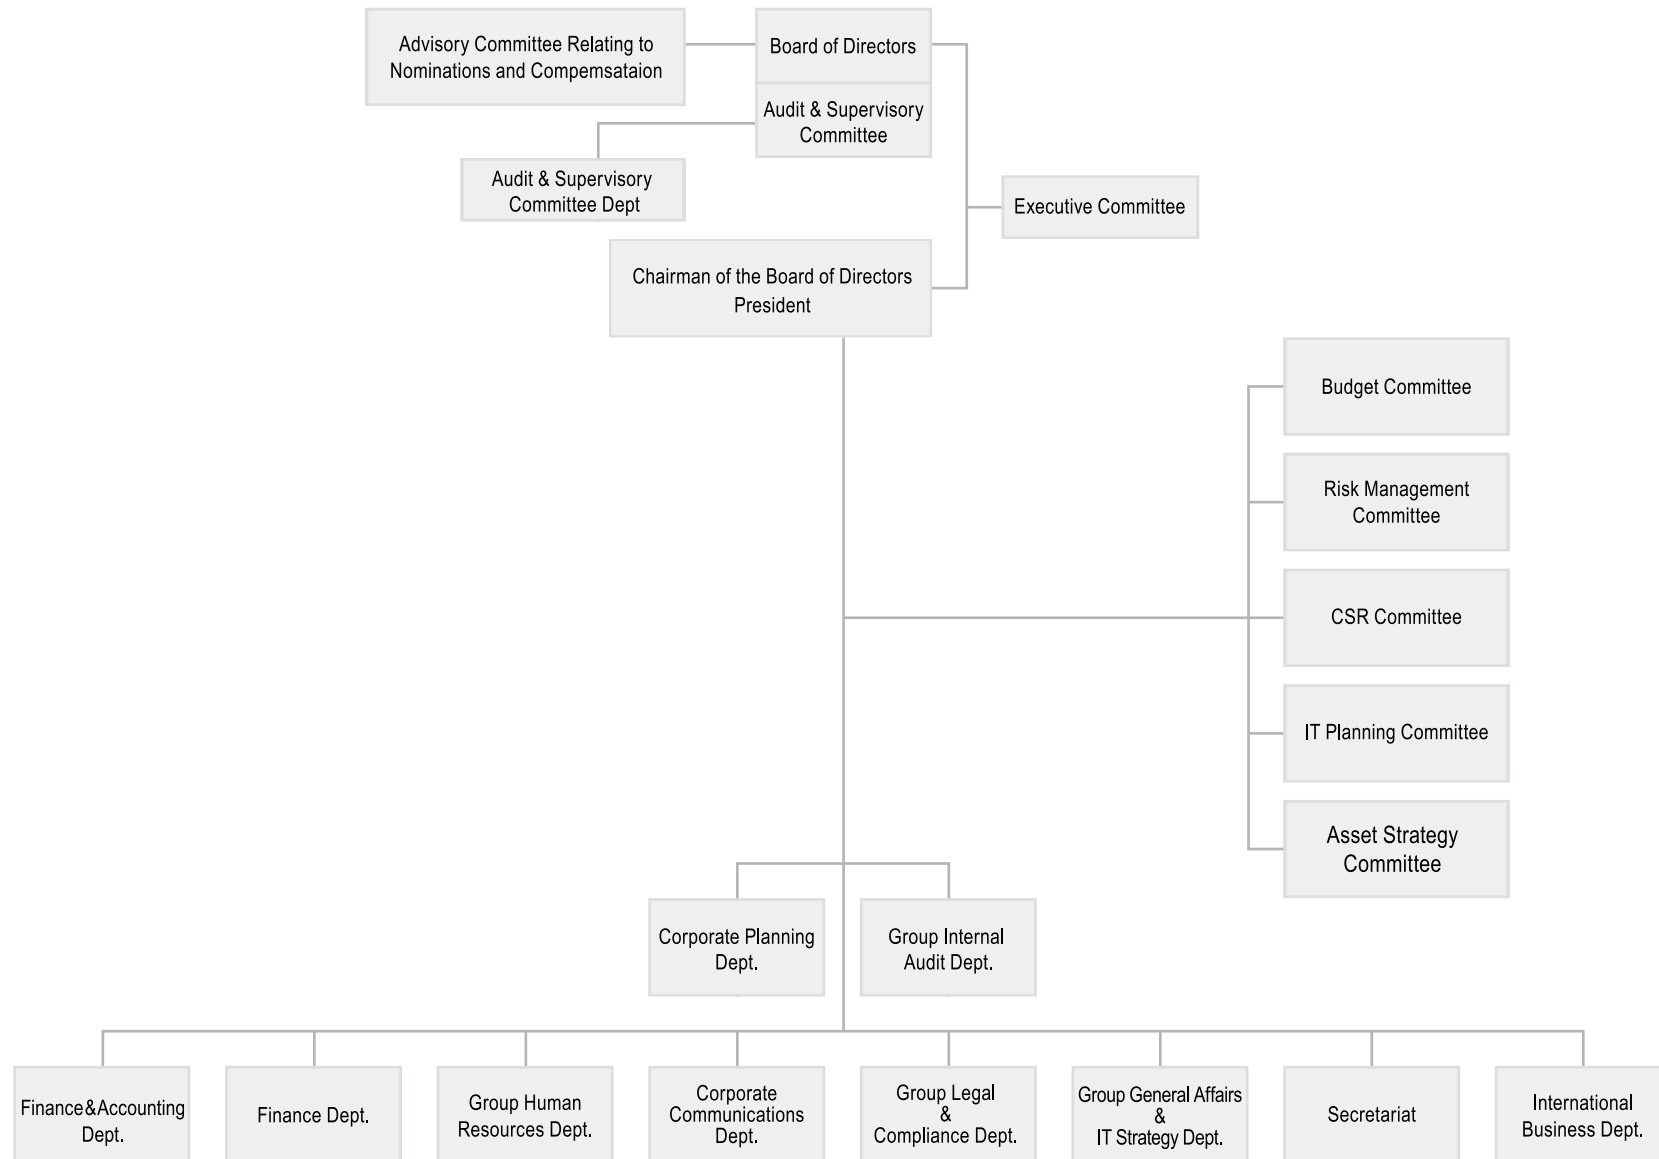 Advisory Committee Relating to
Nominations and Compemsataion
Board of Directors
Audit & Supervisory
Committee
Audit & Supervisory
Committee Dept
Executive Committee
Chairman of the Board of Directors
President
Budget Committee
Risk Management
Committee
CSR Committee
IT Planning Committee
Asset Strategy
Committee
Corporate Planning
Dept.
Group Internal
Audit Dept.
Finance&Accounting
Dept.
Finance Dept.
Group Human
Resources Dept.
Corporate
Communications
Dept.
Group Legal
&
Compliance Dept.
Group General Affairs
&
IT Strategy Dept.
Secretariat
International
Business Dept.